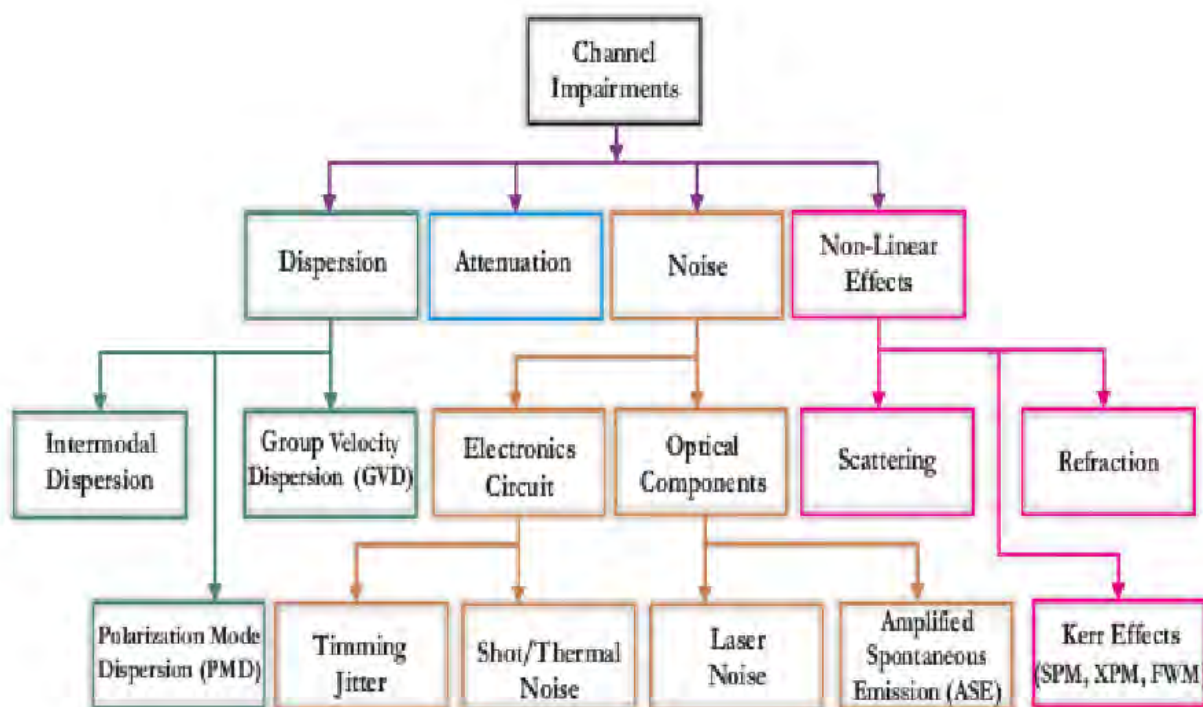 Channel
Impairments
Dispersion
Attenuation
Noise
Non-Linear
Effects
Intermodal
Dispersion
Group Velocity
Dispersion (GVD)
Electronics
Circuit
Optical
Components
Scattering
Refraction
Polarization Mode
Dispersion (PMD)
Timming
Jitter
Shot/Thermal
Noise
Laser
Noise
Amplified
Spontaneous
Emission (ASE)
Kerr Effects
(SPM, XPM, FWM